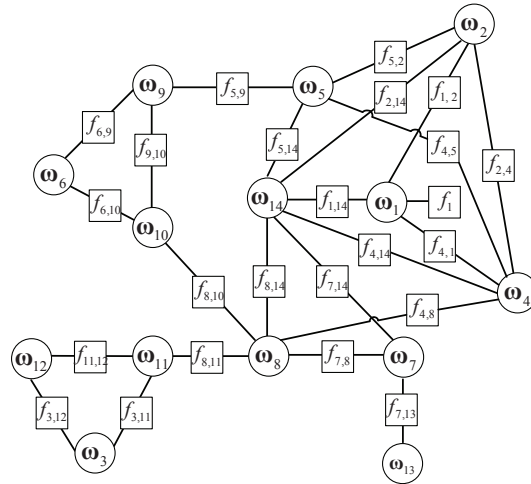 ω₂
f₅,₂
ω₉
f₅,₉
ω₅
f₂,₁₄
f₁,₂
f₆,₉
f₉,₁₀
f₅,₁₄
f₄,₅
f₂,₄
ω₆
f₆,₁₀
ω₁₄
f₁,₁₄
ω₁
f₁
ω₁₀
f₄,₁₄
f₄,₁
f₈,₁₀
f₈,₁₄
f₇,₁₄
ω₄
f₄,₈
ω₁₂
f₁₁,₁₂
ω₁₁
f₈,₁₁
ω₈
f₇,₈
ω₇
f₃,₁₂
f₃,₁₁
f₇,₁₃
ω₃
ω₁₃